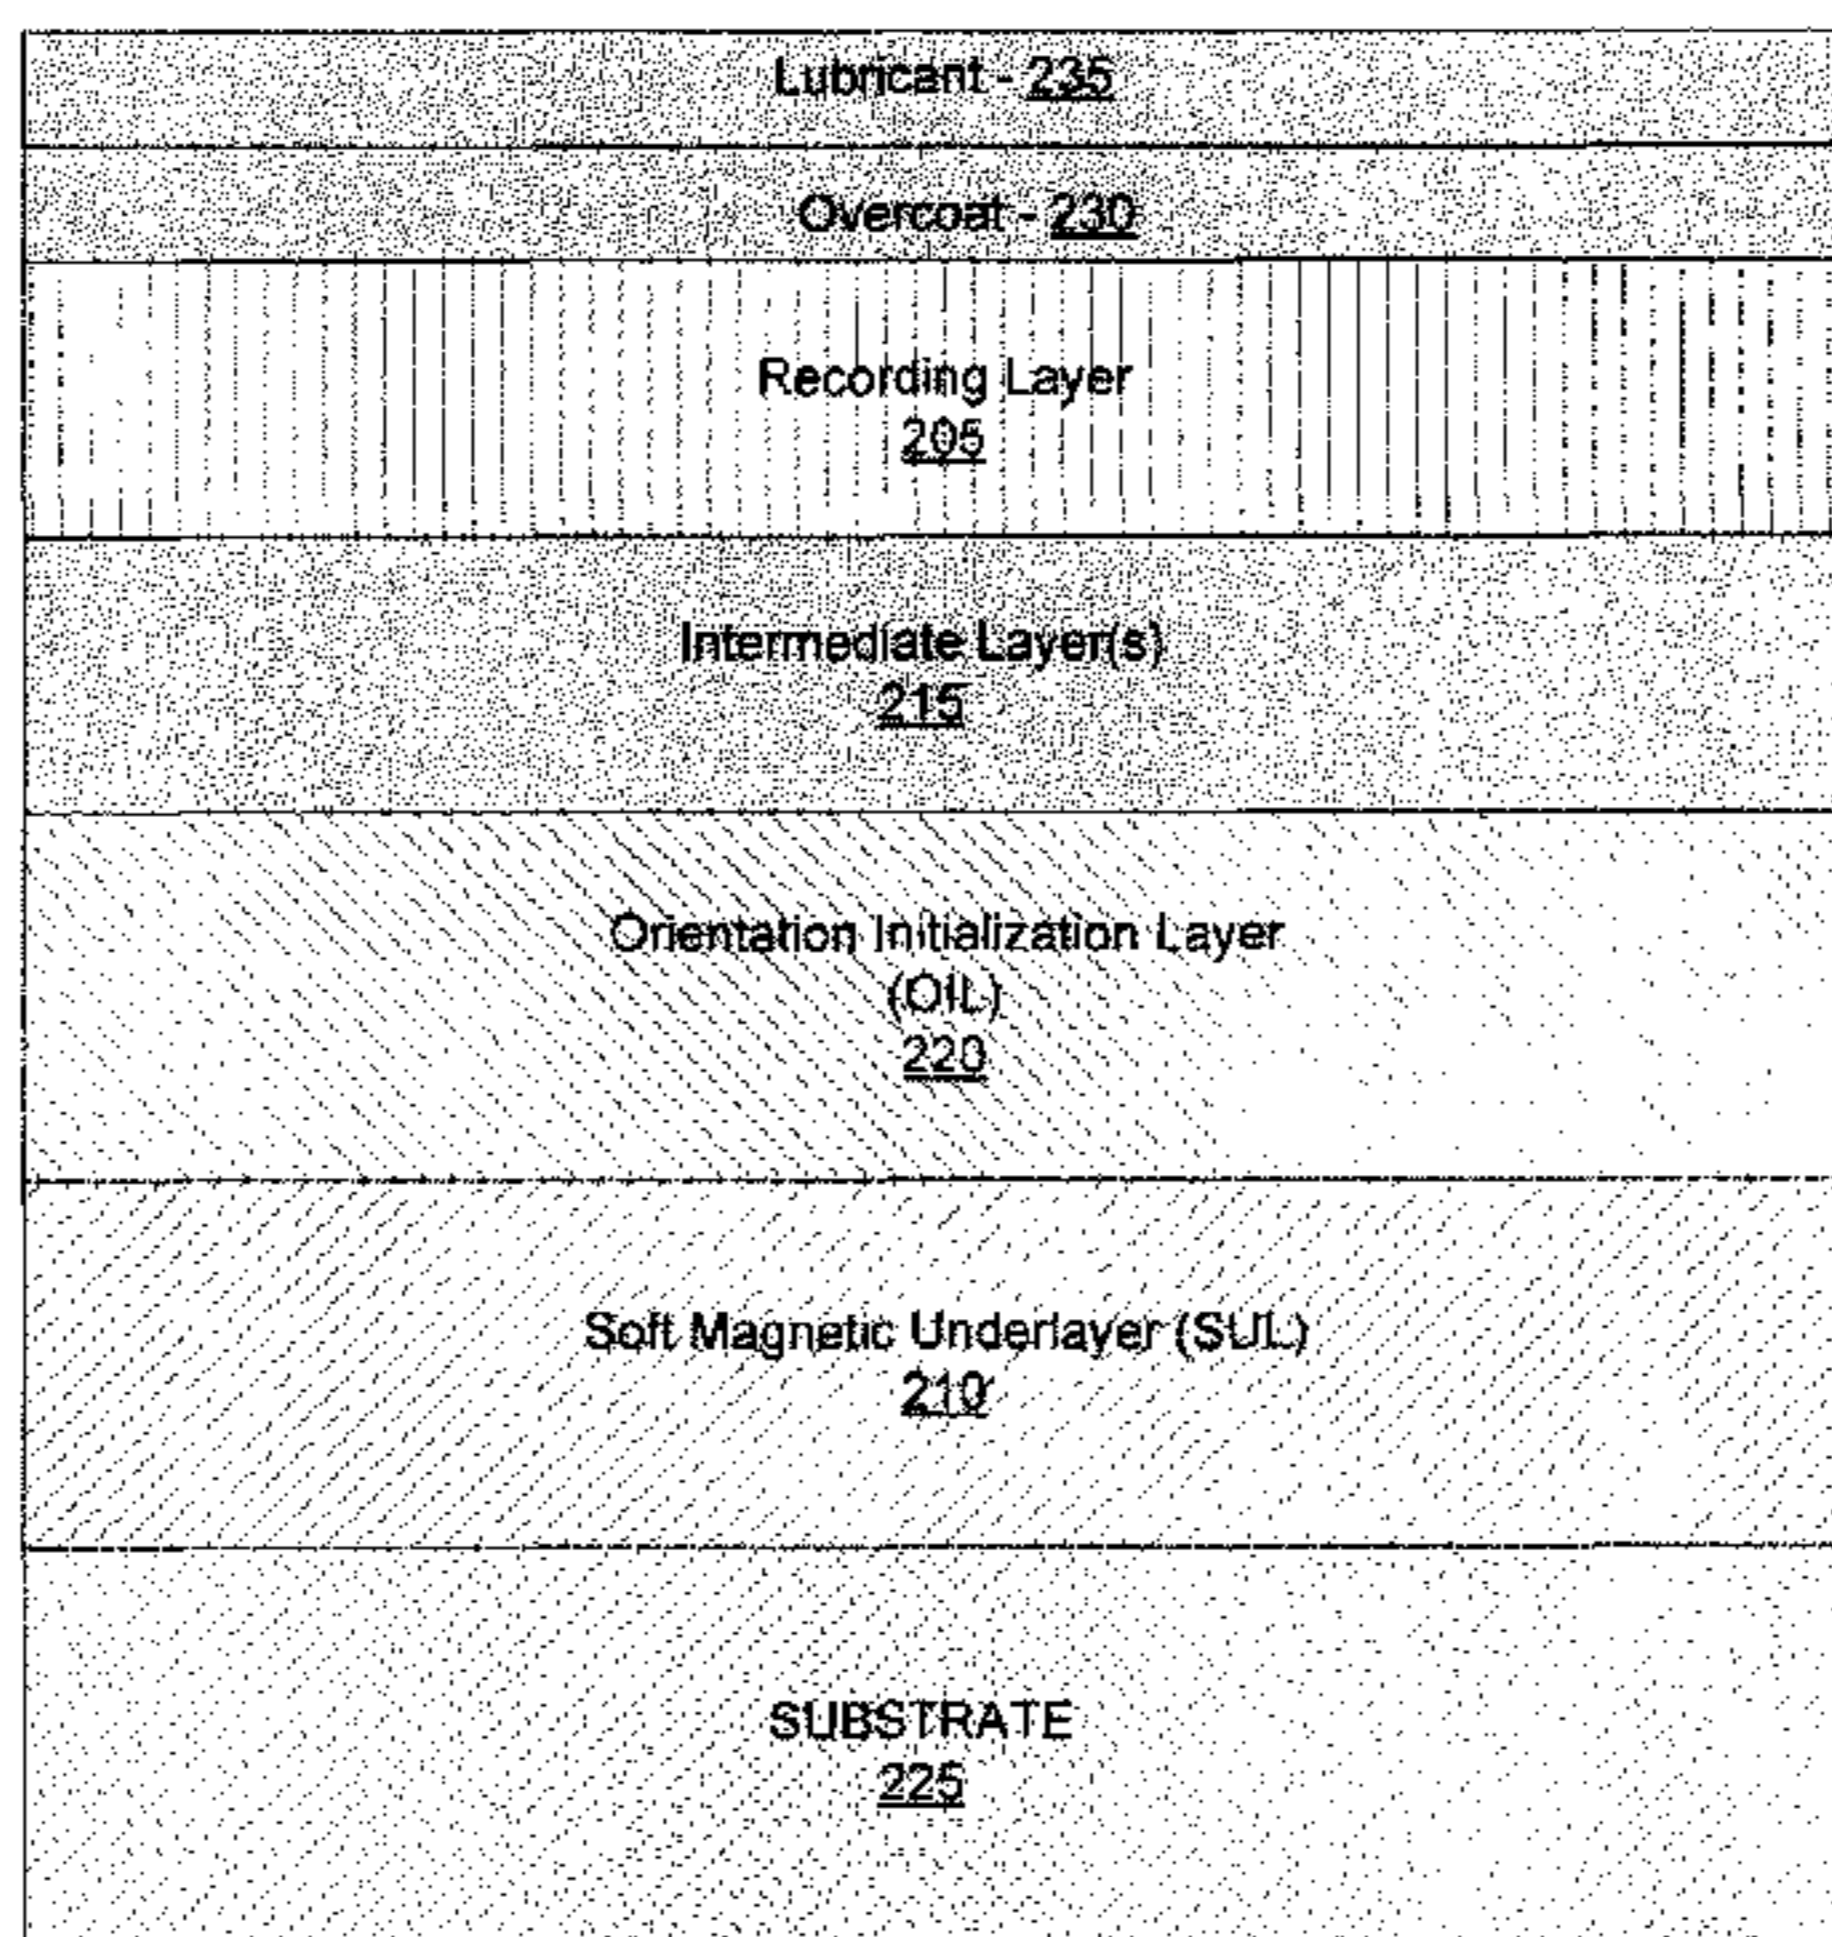 Lubricant - 235
Overcoat - 230
Recording Layer
205
Intermediate Layer(s)
215
Orientation Initialization Layer
(OIL)
220
Soft Magnetic Underlayer (SUL)
210
SUBSTRATE
225